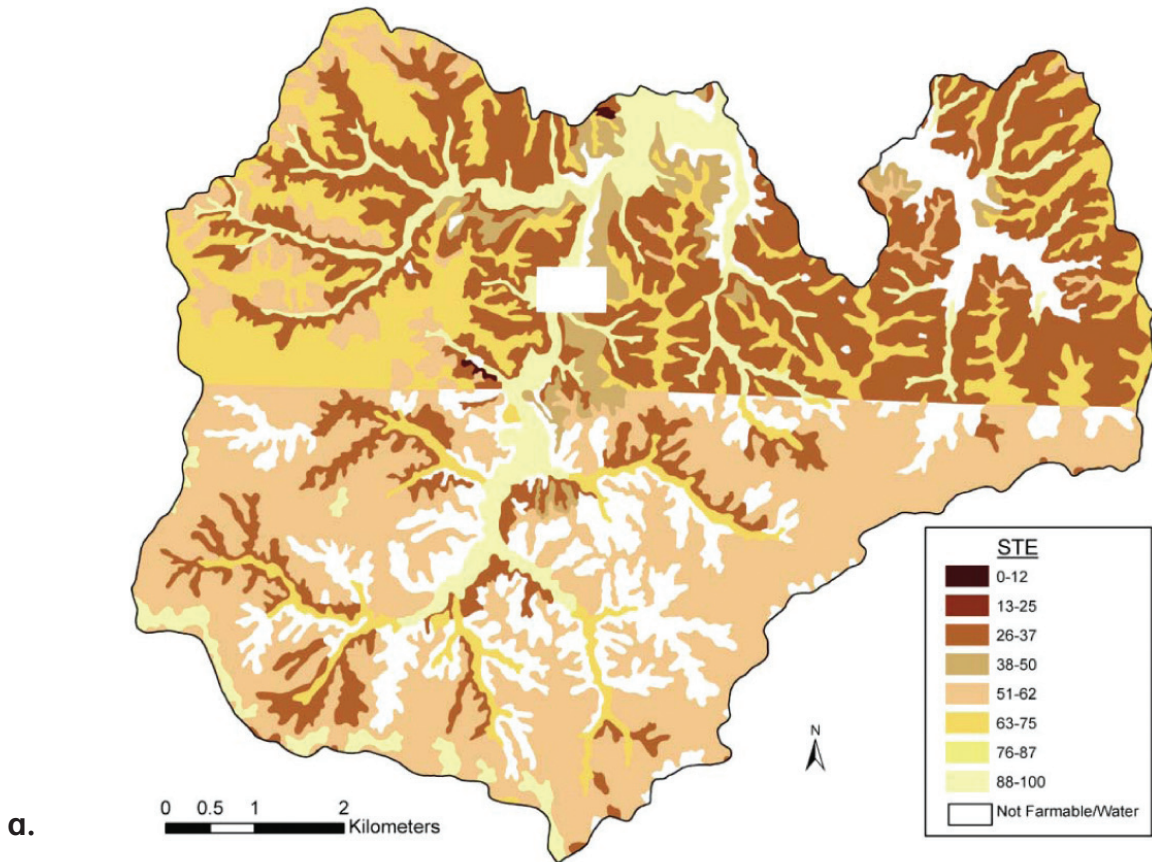 STE
0-12
13-25
26-37
38-50
51-62
63-75
76-87
88-100
Not Farmable/Water
N
0 0.5 1 2
Kilometers
a.